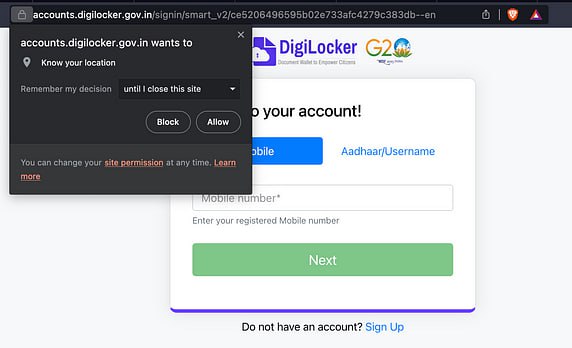 accounts.digilocker.gov.in/signin/smart_v2/ce5206496595b02e733afc4279c383db--en
accounts.digilocker.gov.in wants to
Know your location
Remember my decision
until I close this site
Block
Allow
You can change your site permission at any time. Learn
more
DigiLocker
Document Wallet to Empower Citizens
G20
o your account!
obile
Aadhaar/Username
Mobile number*
Enter your registered Mobile number
Next
Do not have an account? Sign Up